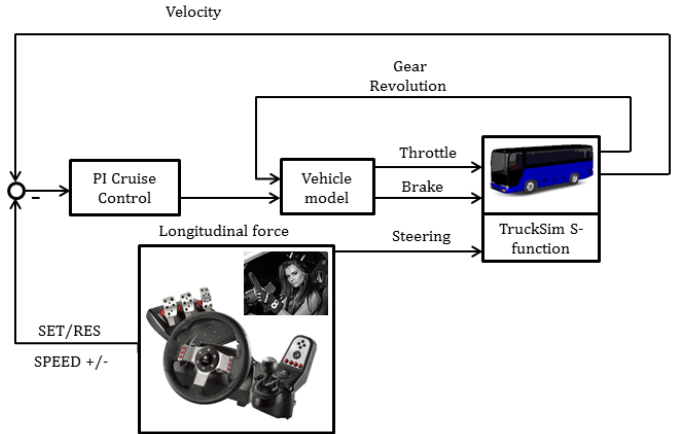 Velocity
Gear
Revolution
Throttle
PI Cruise
Control
Vehicle
model
Brake
–
Longitudinal force
Steering
TruckSim S-
function
SET/RES
SPEED +/-